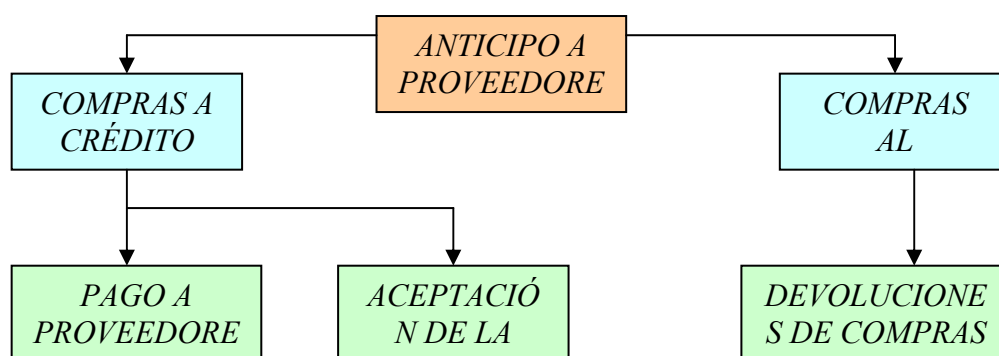 ANTICIPO A
PROVEEDORE
COMPRAS A
CRÉDITO
COMPRAS
AL
PAGO A
PROVEEDORE
ACEPTACIÓ
N DE LA
DEVOLUCIONE
S DE COMPRAS